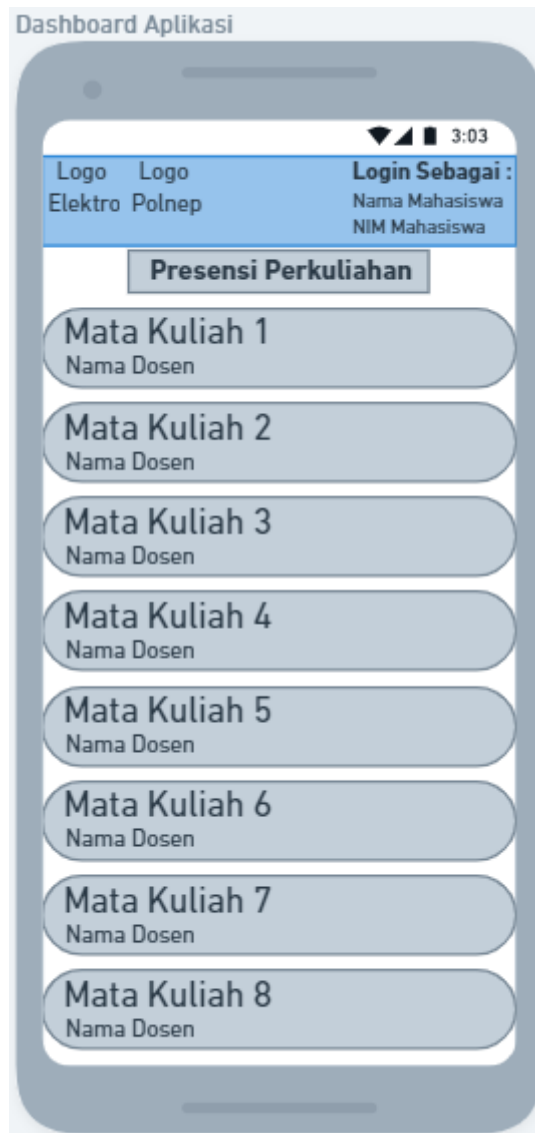 Dashboard Aplikasi
3:03
Logo Logo Login Sebagai :
Elektro Polnep Nama Mahasiswa
NIM Mahasiswa
Presensi Perkuliahan
Mata Kuliah 1
Nama Dosen
Mata Kuliah 2
Nama Dosen
Mata Kuliah 3
Nama Dosen
Mata Kuliah 4
Nama Dosen
Mata Kuliah 5
Nama Dosen
Mata Kuliah 6
Nama Dosen
Mata Kuliah 7
Nama Dosen
Mata Kuliah 8
Nama Dosen